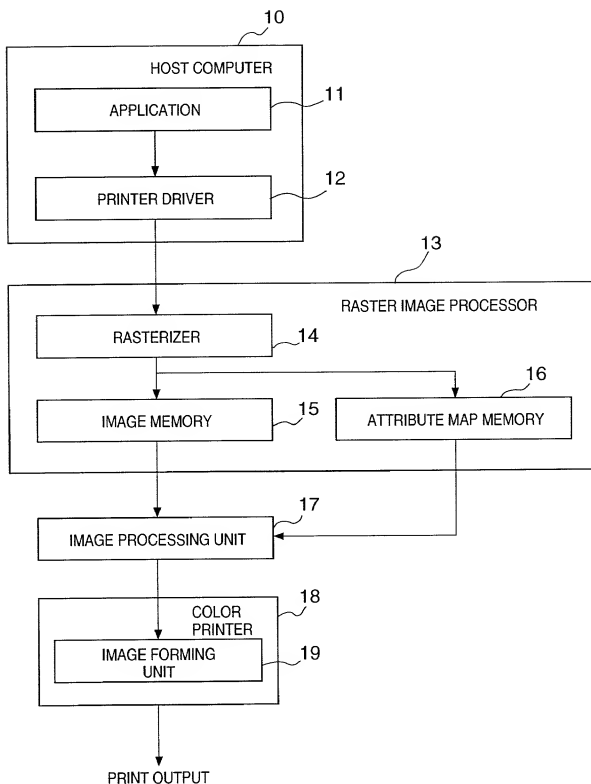 10
HOST COMPUTER
11
APPLICATION
12
PRINTER DRIVER
13
RASTER IMAGE PROCESSOR
RASTERIZER
14
16
IMAGE MEMORY
15
ATTRIBUTE MAP MEMORY
17
IMAGE PROCESSING UNIT
18
COLOR
PRINTER
IMAGE FORMING
UNIT
19
PRINT OUTPUT